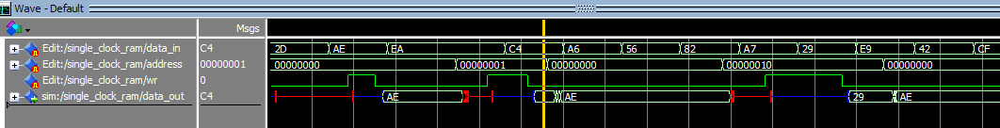 Wave - Default
Msgs
Edit:/single_clock_ram/data_in C4 2D AE EA C4 A6 56 82 A7 29 E9 42 CF
Edit:/single_clock_ram/address 00000001 00000000 00000001 00000000 00000010 00000000
Edit:/single_clock_ram/wr 0
sim:/single_clock_ram/data_out C4 AE AE 29 AE